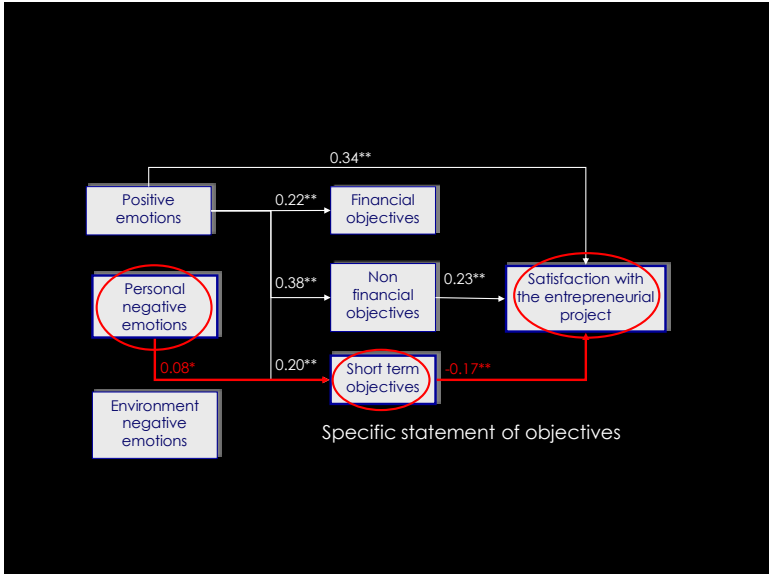 0.34**
Positive
emotions
0.22**
Financial
objectives
Personal
negative
emotions
0.38**
Non
financial
objectives
0.23**
Satisfaction with
the entrepreneurial
project
0.08*
0.20**
Short term
objectives
-0.17**
Environment
negative
emotions
Specific statement of objectives